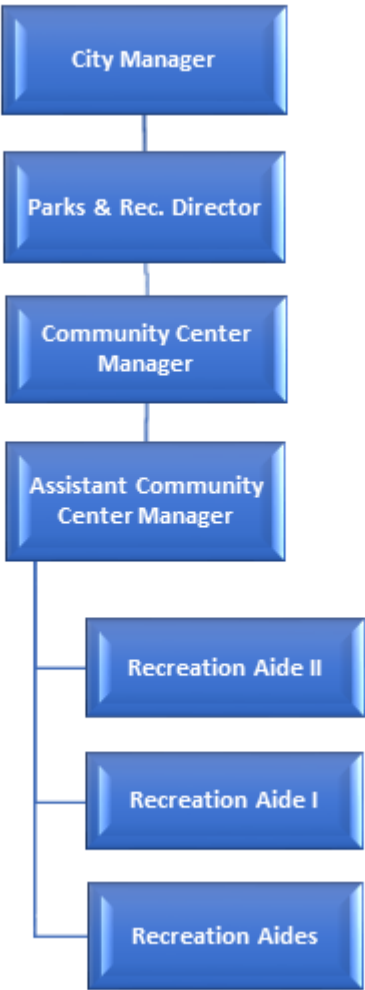 City Manager
Parks & Rec. Director
Community Center
Manager
Assistant Community
Center Manager
Recreation Aide II
Recreation Aide I
Recreation Aides